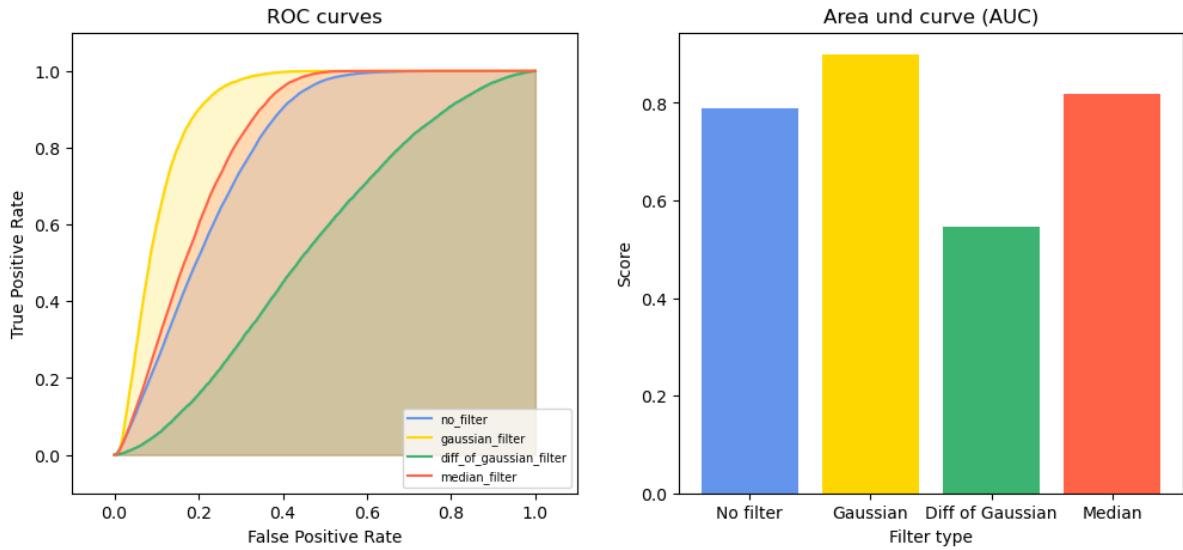 ROC curves
1.0
0.8
0.6
0.4
0.2
0.0
True Positive Rate
0.0 0.2 0.4 0.6 0.8 1.0
False Positive Rate
no_filter
gaussian_filter
diff_of_gaussian_filter
median_filter
Area und curve (AUC)
0.8
0.6
0.4
0.2
0.0
Score
No filter Gaussian Diff of Gaussian Median
Filter type